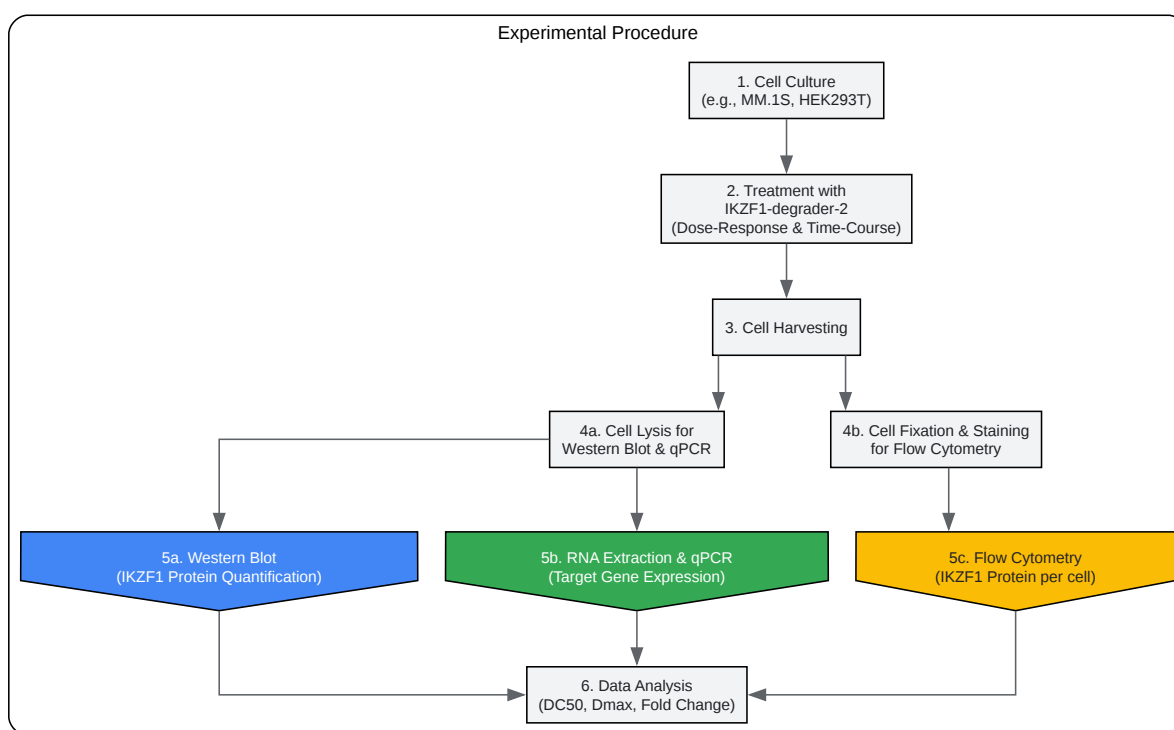 Experimental Procedure
1. Cell Culture
(e.g., MM.1S, HEK293T)
2. Treatment with
IKZF1-degrader-2
(Dose-Response & Time-Course)
3. Cell Harvesting
4a. Cell Lysis for
Western Blot & qPCR
4b. Cell Fixation & Staining
for Flow Cytometry
5a. Western Blot
(IKZF1 Protein Quantification)
5b. RNA Extraction & qPCR
(Target Gene Expression)
5c. Flow Cytometry
(IKZF1 Protein per cell)
6. Data Analysis
(DC50, Dmax, Fold Change)